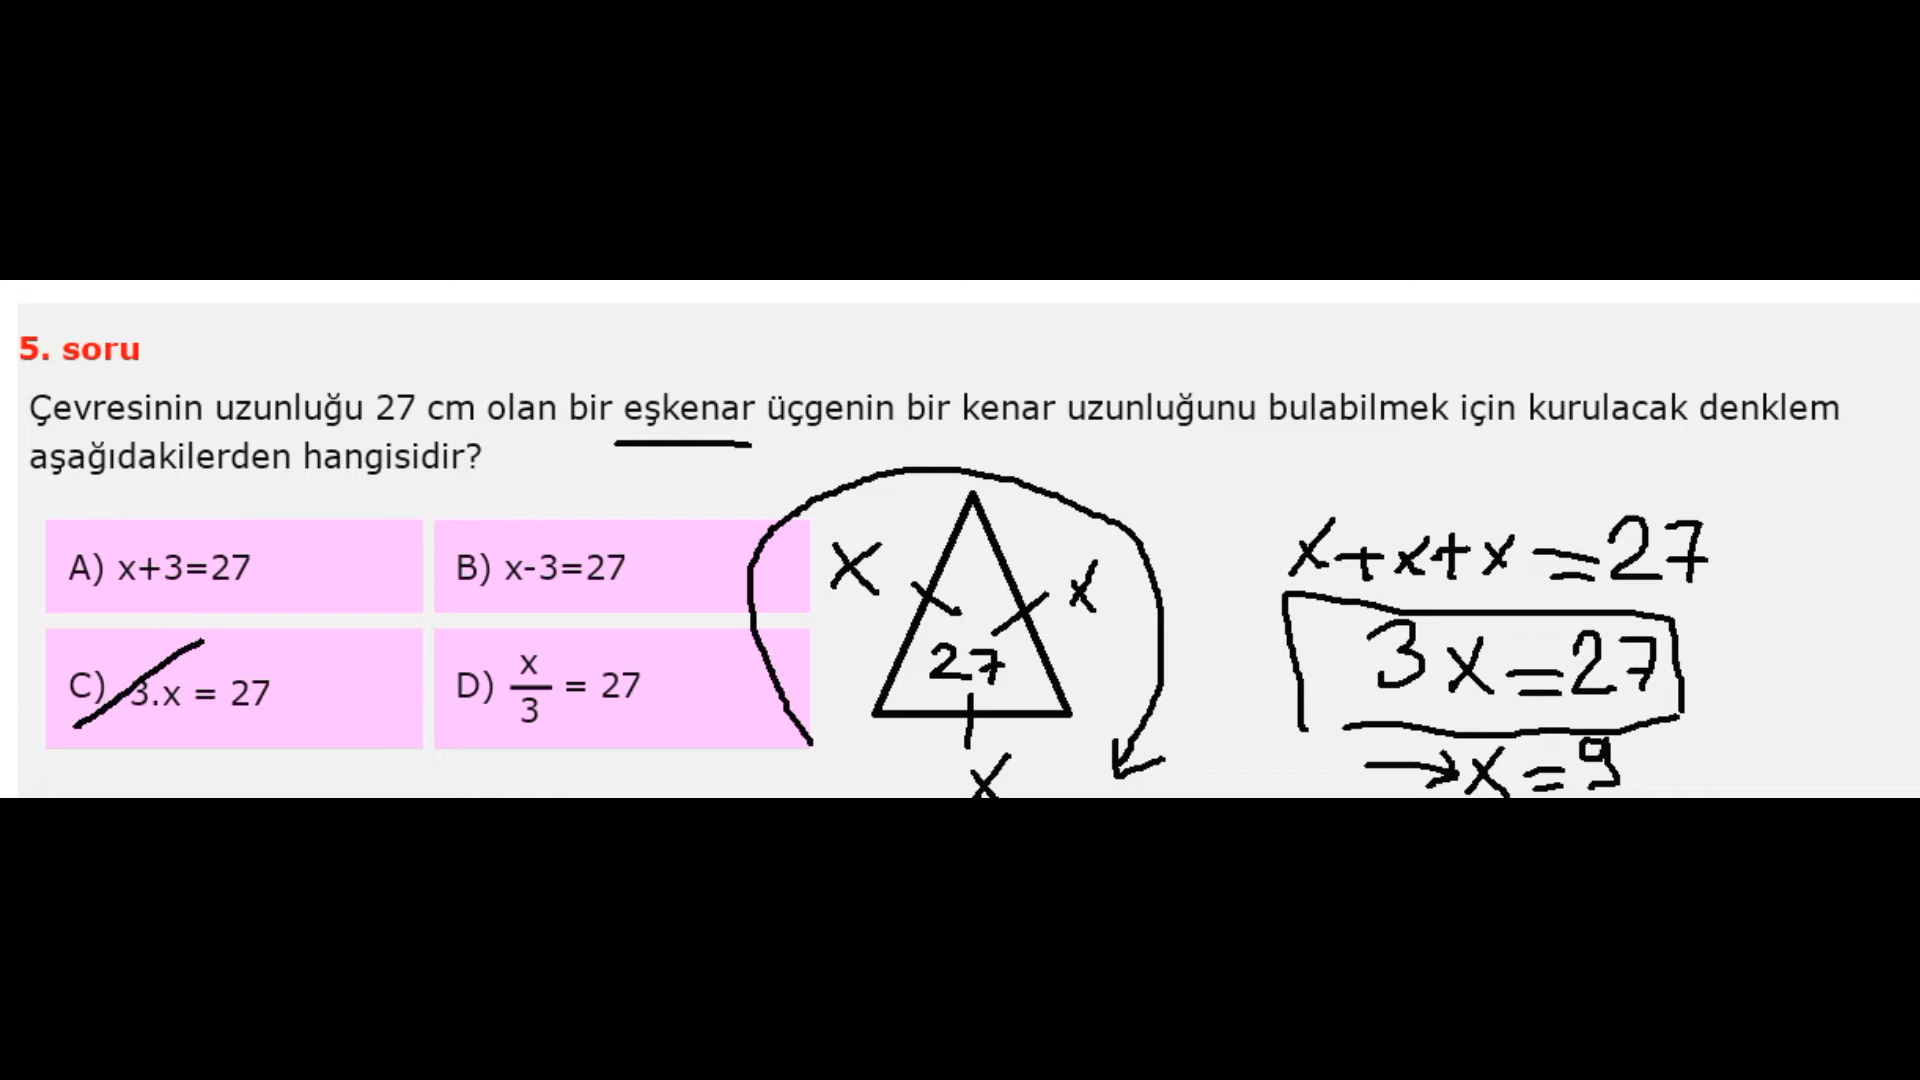 5. soru
Çevresinin uzunluğu 27 cm olan bir eşkenar üçgenin bir kenar uzunluğunu bulabilmek için kurulacak denklem
aşağıdakilerden hangisidir?
A) x+3=27
B) x-3=27
C) 3.x = 27
D) x/3 = 27
x
x
27
x
x+x+x=27
3x=27
→x=9